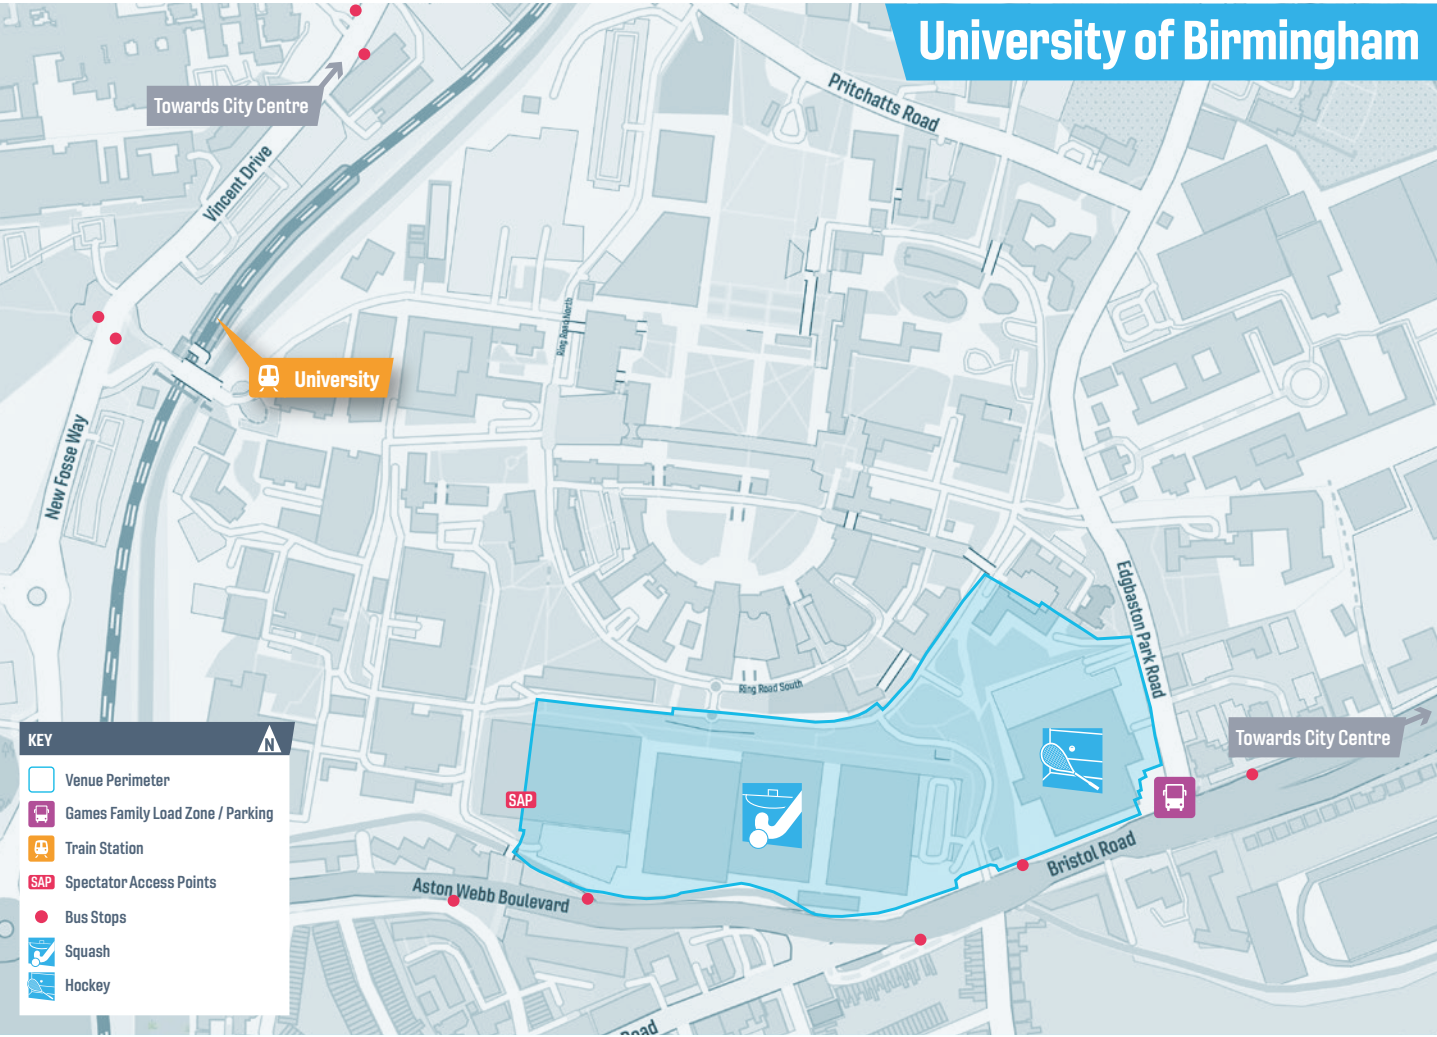 University of Birmingham
Towards City Centre
Pritchatts Road
Vincent Drive
Ring Road North
University
New Fosse Way
Edgbaston Park Road
Ring Road South
Towards City Centre
KEY
N
Venue Perimeter
Games Family Load Zone / Parking
Train Station
SAP Spectator Access Points
Bus Stops
Squash
Hockey
SAP
Bristol Road
Aston Webb Boulevard
Road